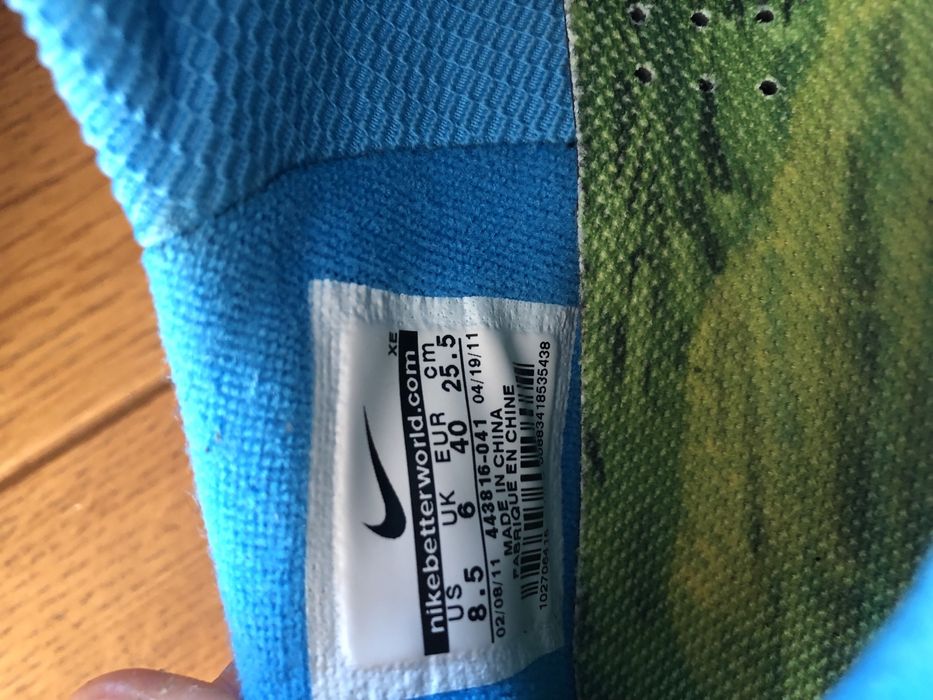 XE
nikebetterworld.com
US UK EUR cm
8.5 6 40 25.5
02/08/11 443816-041 04/19/11
MADE IN CHINA
FABRIQUE EN CHINE